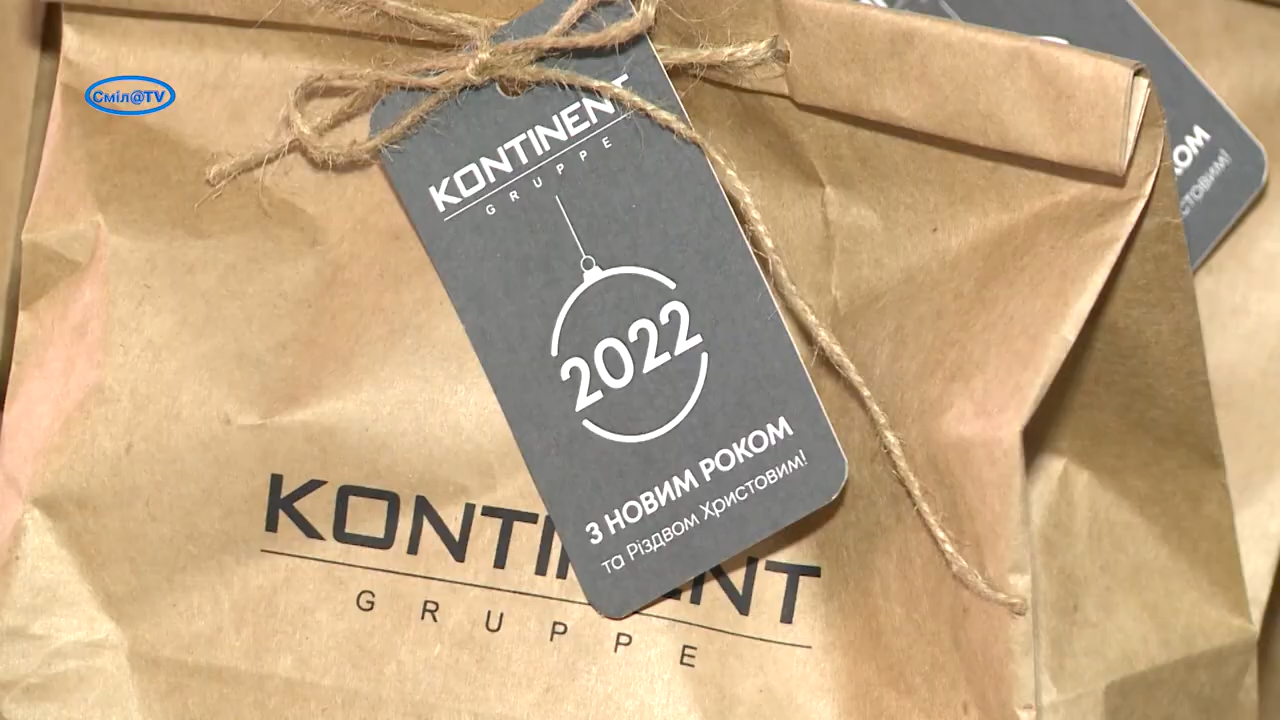 Сміл@TV
KONTINENT
GRUPPE
2022
З НОВИМ РОКОМ
та Різдвом Христовим!
KONTINENT
GRUPPE